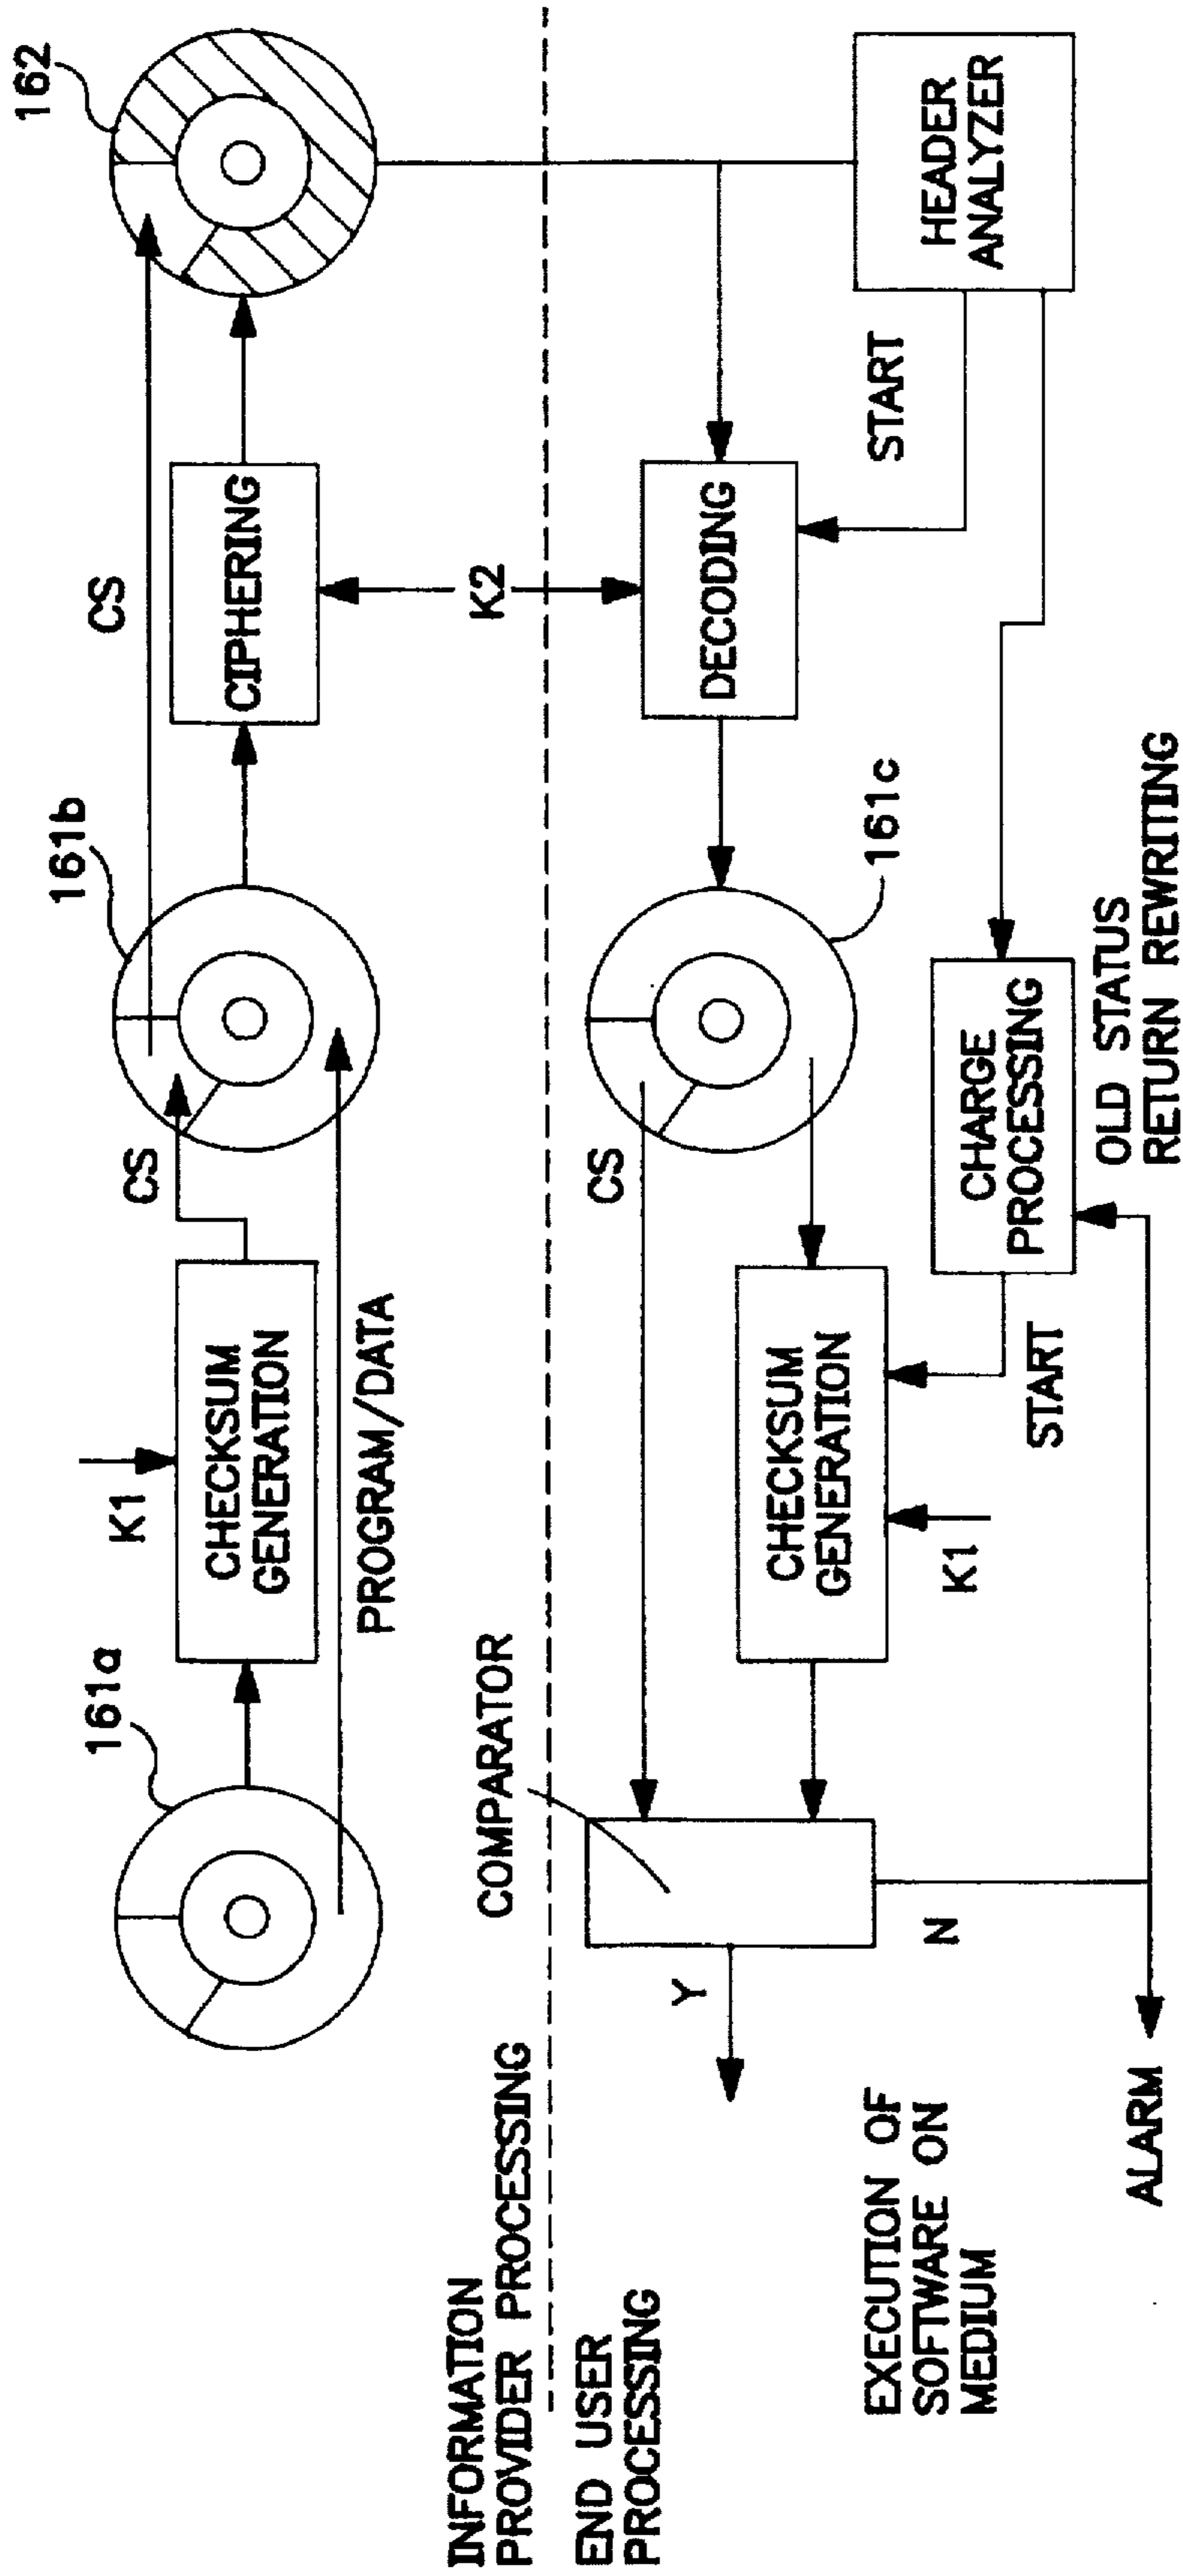 161a
K1
CHECKSUM
GENERATION
CS
PROGRAM/DATA
161b
CS
CIPHERING
162
K2
INFORMATION
PROVIDER PROCESSING
END USER
PROCESSING
COMPARATOR
Y
N
EXECUTION OF
SOFTWARE ON
MEDIUM
ALARM
CS
CHECKSUM
GENERATION
K1
START
161c
DECODING
START
HEADER
ANALYZER
CHARGE
PROCESSING
OLD STATUS
RETURN REWRITING